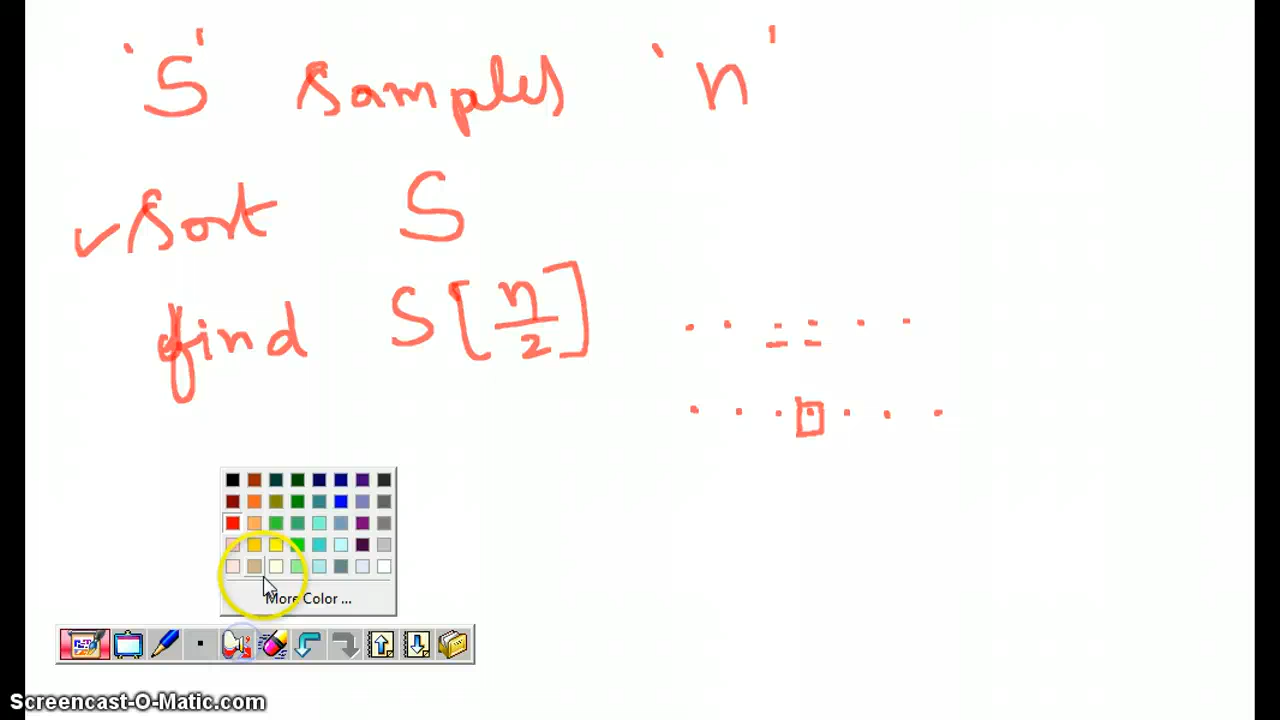 'S' samples 'n'
✓ Sort S
find S[n/2]
More Color ...
Screencast-O-Matic.com